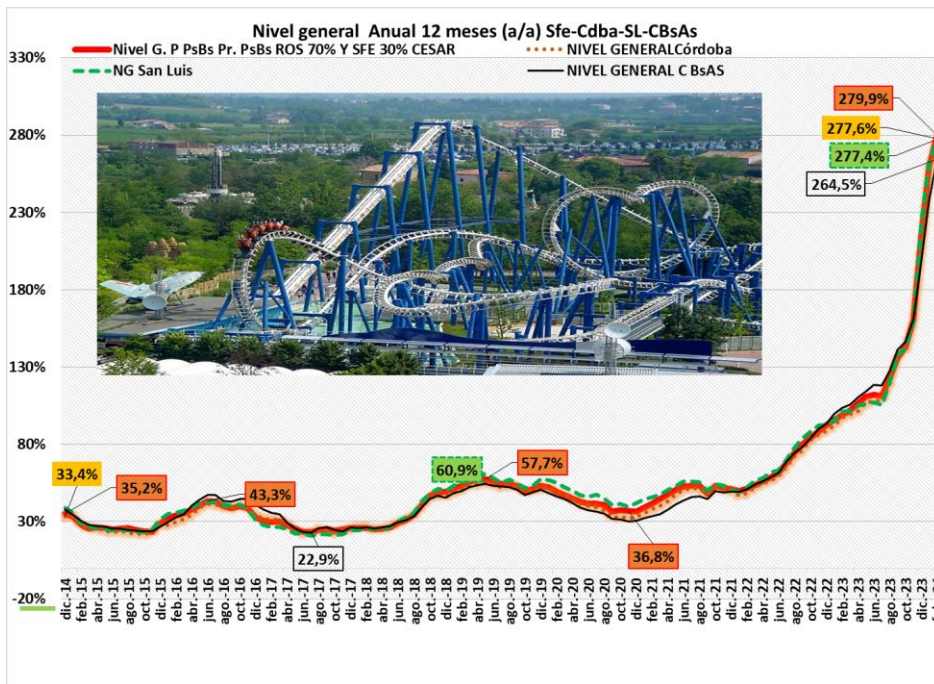 Nivel general Anual 12 meses (a/a) Sfe-Cdba-SL-CBsAs
Nivel G. P PsBs Pr. PsBs ROS 70% Y SFE 30% CESAR
NIVEL GENERALCórdoba
NG San Luis
NIVEL GENERAL C BsAS
330%
280%
230%
180%
130%
80%
30%
-20%
279,9%
277,6%
277,4%
264,5%
33,4%
35,2%
43,3%
22,9%
60,9%
57,7%
36,8%
dic.-14
feb.-15
abr.-15
jun.-15
ago.-15
oct.-15
dic.-15
feb.-16
abr.-16
jun.-16
ago.-16
oct.-16
dic.-16
feb.-17
abr.-17
jun.-17
ago.-17
oct.-17
dic.-17
feb.-18
abr.-18
jun.-18
ago.-18
oct.-18
dic.-18
feb.-19
abr.-19
jun.-19
ago.-19
oct.-19
dic.-19
feb.-20
abr.-20
jun.-20
ago.-20
oct.-20
dic.-20
feb.-21
abr.-21
jun.-21
ago.-21
oct.-21
dic.-21
feb.-22
abr.-22
jun.-22
ago.-22
oct.-22
dic.-22
feb.-23
abr.-23
jun.-23
ago.-23
oct.-23
dic.-23